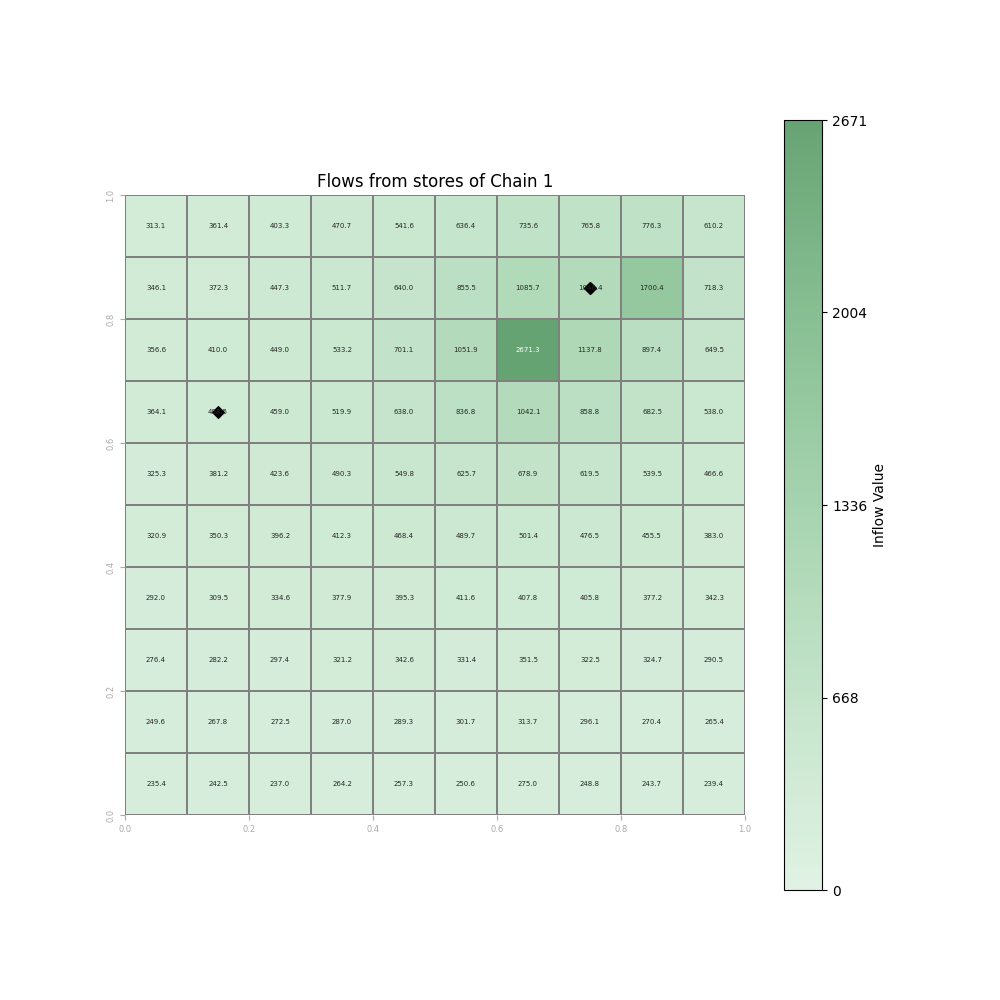 Flows from stores of Chain 1
1.0
313.1 361.4 403.3 470.7 541.6 636.4 735.6 765.8 776.3 610.2
346.1 372.3 447.3 511.7 640.0 855.5 1085.7 1700.4 718.3
0.8
356.6 410.0 449.0 533.2 701.1 1051.9 2671.3 1137.8 897.4 649.5
364.1 459.0 519.9 638.0 836.8 1042.1 858.8 682.5 538.0
0.6
325.3 381.2 423.6 490.3 549.8 625.7 678.9 619.5 539.5 466.6
320.9 350.3 396.2 412.3 468.4 489.7 501.4 476.5 455.5 383.0
0.4
292.0 309.5 334.6 377.9 395.3 411.6 407.8 405.8 377.2 342.3
276.4 282.2 297.4 321.2 342.6 331.4 351.5 322.5 324.7 290.5
0.2
249.6 267.8 272.5 287.0 289.3 301.7 313.7 296.1 270.4 265.4
235.4 242.5 237.0 264.2 257.3 250.6 275.0 248.8 243.7 239.4
0.0
0.0 0.2 0.4 0.6 0.8 1.0
2671
2004
1336
668
0
Inflow Value